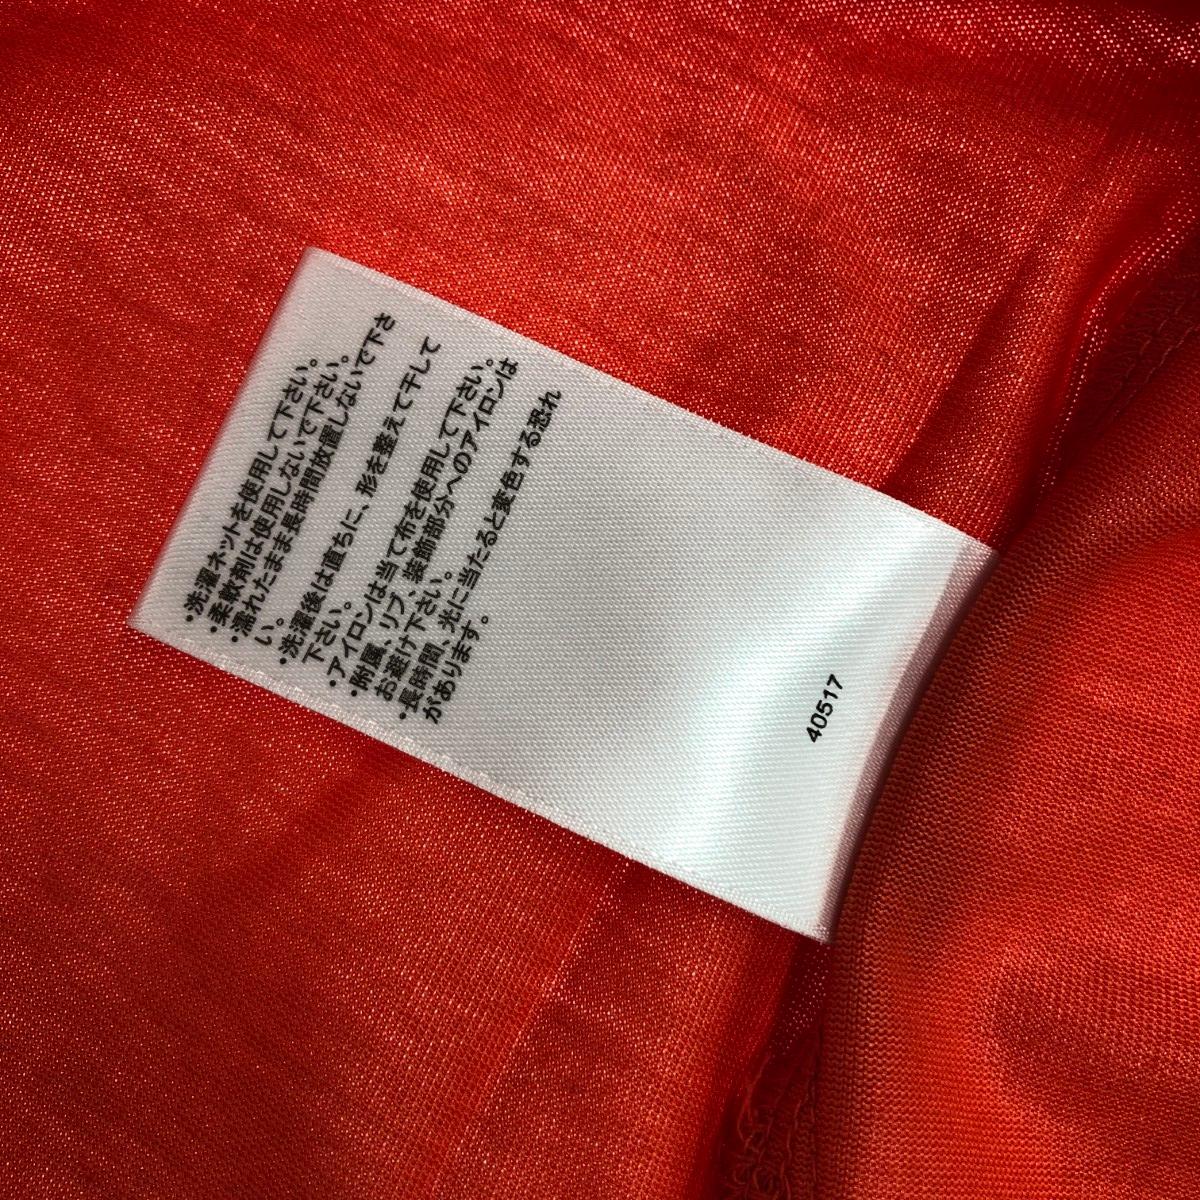 ・洗濯ネットを使用して下さい。
・柔軟剤は使用しないで下さい。
・濡れたまま長時間放置しないで下さ
い。
・洗濯後は直ちに、形を整えて干して
下さい。
・アイロンは当て布を使用して下さい。
・附属、リブ、装飾部分へのアイロンは
お避け下さい。
・長時間、光に当たると変色する恐れ
があります。
40517